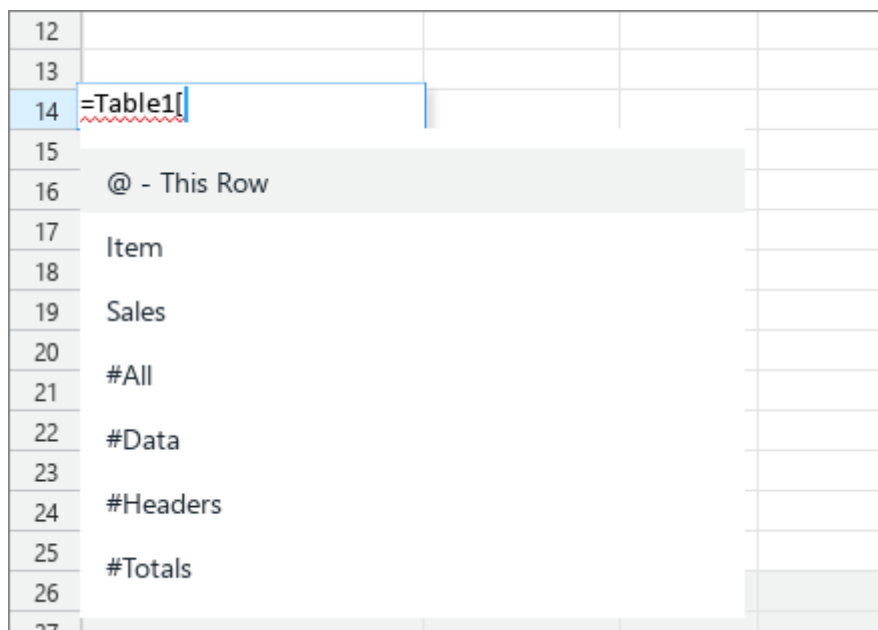 12
13
14 =Table1[
15
16 @ - This Row
17
Item
18
19 Sales
20
#All
21
22 #Data
23
24 #Headers
25
#Totals
26
27